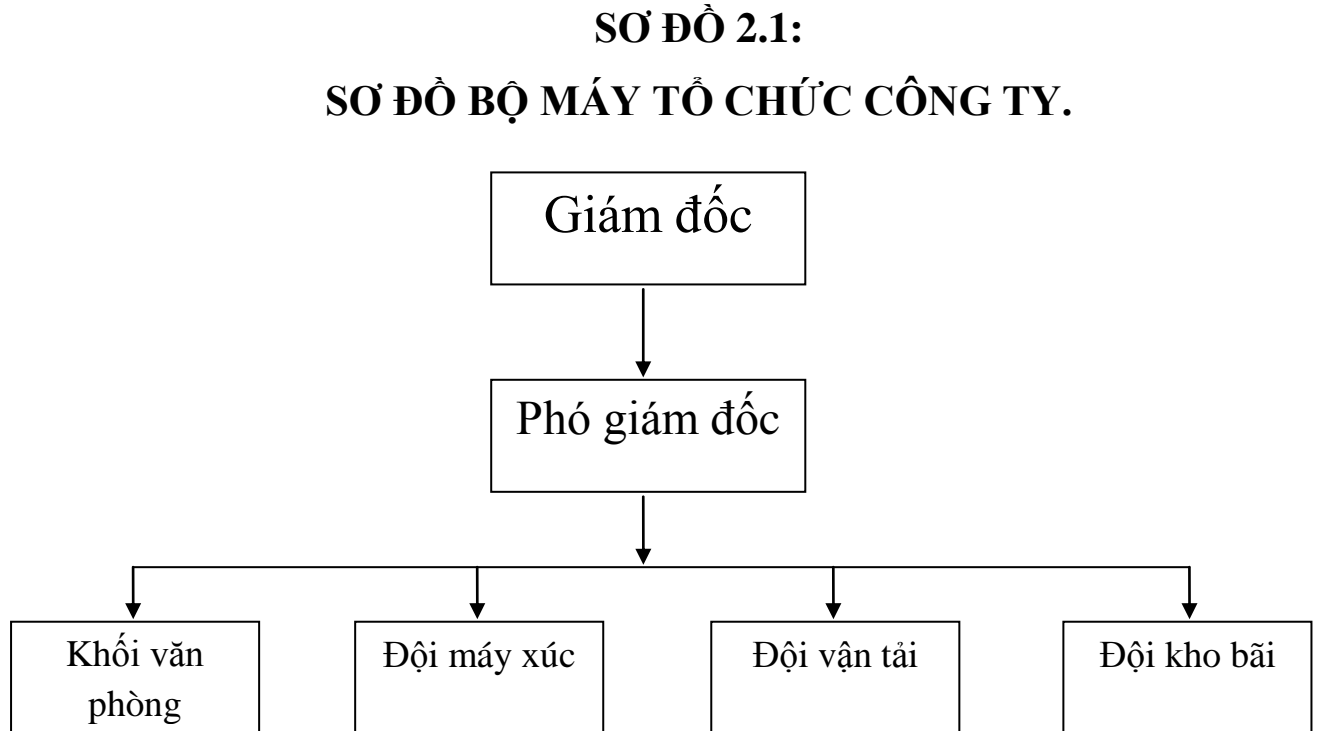 SƠ ĐỒ 2.1:
SƠ ĐỒ BỘ MÁY TỔ CHỨC CÔNG TY.
Giám đốc
Phó giám đốc
Khối văn
phòng
Đội máy xúc
Đội vận tải
Đội kho bãi